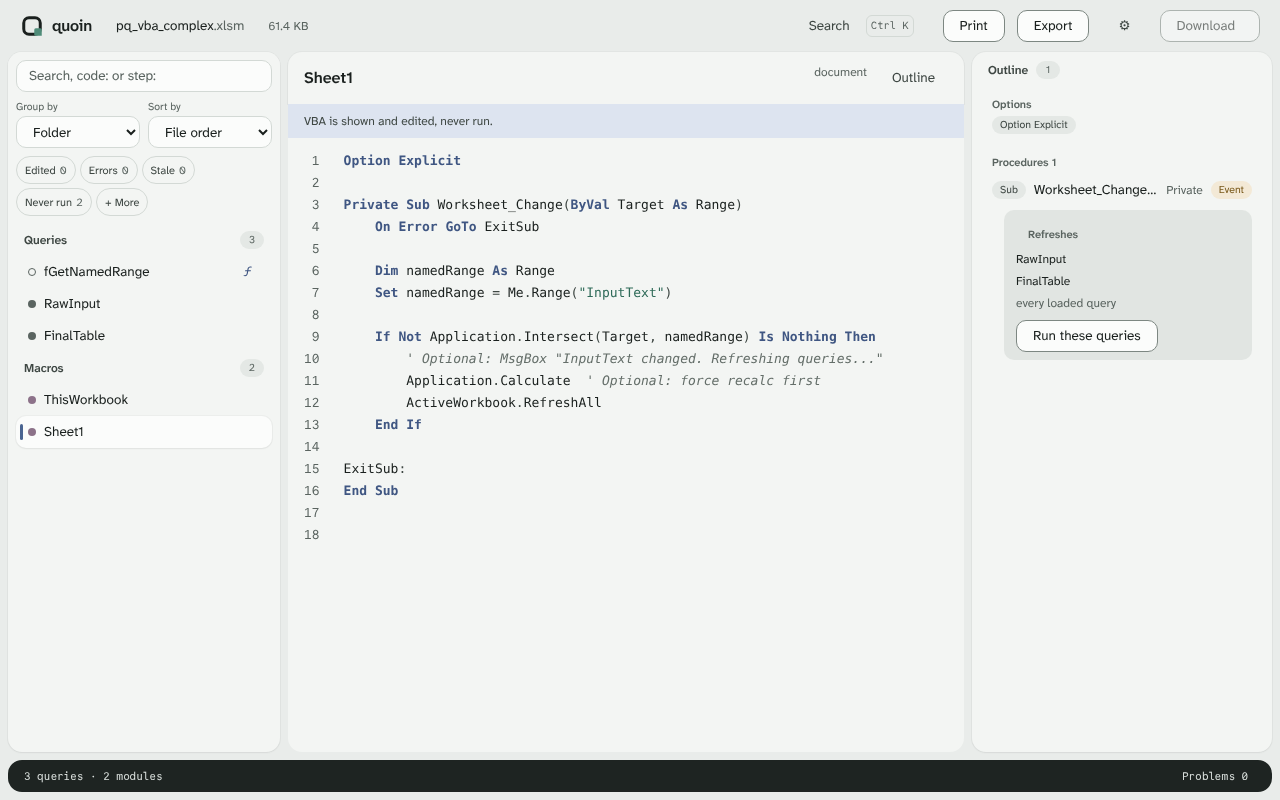 quoin pq_vba_complex.xlsm 61.4 KB Search Ctrl K Print Export ⚙ Download
Search, code: or step:
Group by Sort by
Folder File order
Edited 0 Errors 0 Stale 0
Never run 2 + More
Queries 3
fGetNamedRange ƒ
RawInput
FinalTable
Macros 2
ThisWorkbook
Sheet1
Sheet1 document Outline
VBA is shown and edited, never run.
1 Option Explicit
2
3 Private Sub Worksheet_Change(ByVal Target As Range)
4 On Error GoTo ExitSub
5
6 Dim namedRange As Range
7 Set namedRange = Me.Range("InputText")
8
9 If Not Application.Intersect(Target, namedRange) Is Nothing Then
10 ' Optional: MsgBox "InputText changed. Refreshing queries..."
11 Application.Calculate ' Optional: force recalc first
12 ActiveWorkbook.RefreshAll
13 End If
14
15 ExitSub:
16 End Sub
17
18
Outline 1
Options
Option Explicit
Procedures 1
Sub Worksheet_Change... Private Event
Refreshes
RawInput
FinalTable
every loaded query
Run these queries
3 queries · 2 modules Problems 0